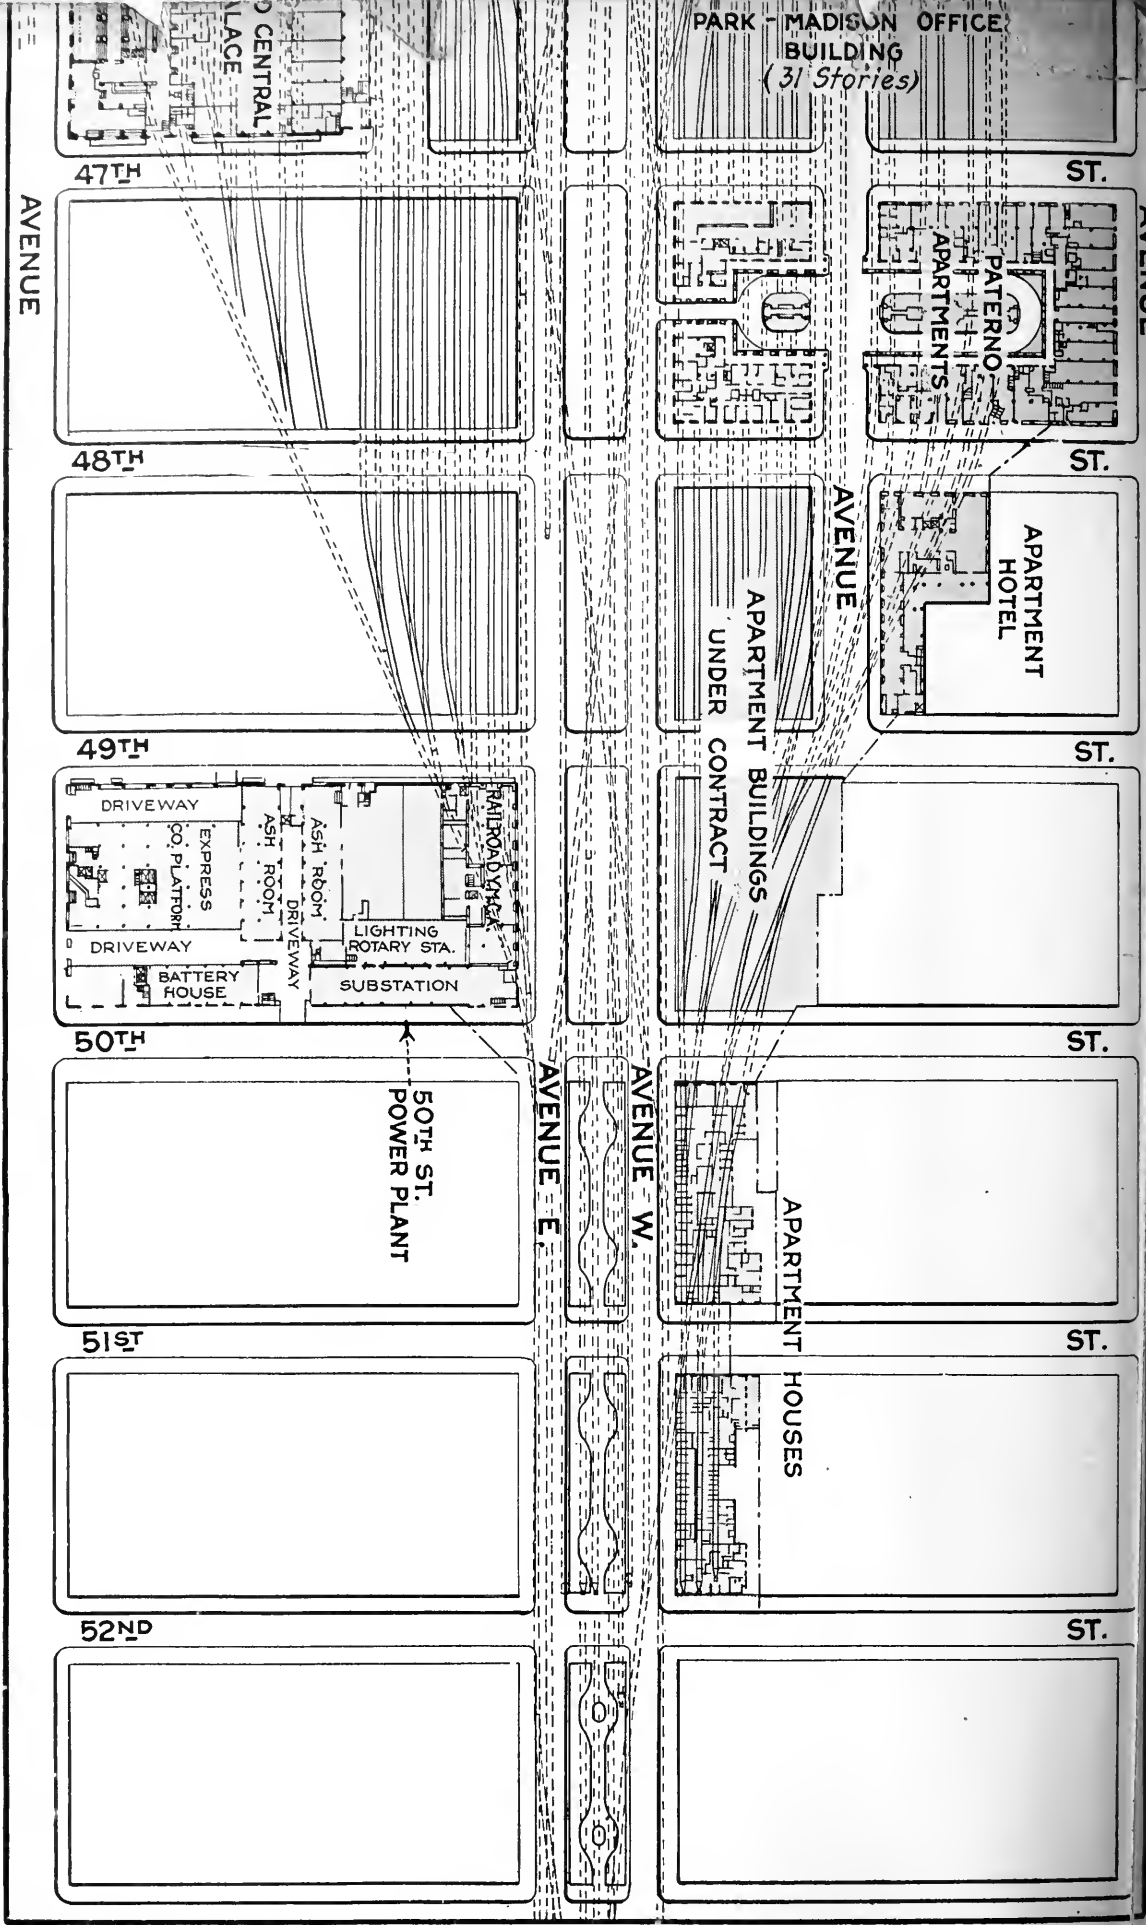 PARK - MADISON OFFICE
BUILDING
(31 Stories)
CENTRAL
47TH
ST.
AVENUE
PATERNO
APARTMENTS
48TH
ST.
AVENUE
APARTMENT
HOTEL
APARTMENT BUILDINGS
UNDER CONTRACT
49TH
ST.
DRIVEWAY
EXPRESS
CO. PLATFORM
ASH ROOM
ASH ROOM
DRIVEWAY
RAILROAD Y.M.C.A.
LIGHTING
ROTARY STA.
DRIVEWAY
BATTERY
HOUSE
SUBSTATION
50TH
ST.
50TH ST.
POWER PLANT
AVENUE E.
AVENUE W.
APARTMENT HOUSES
51ST
ST.
52ND
ST.